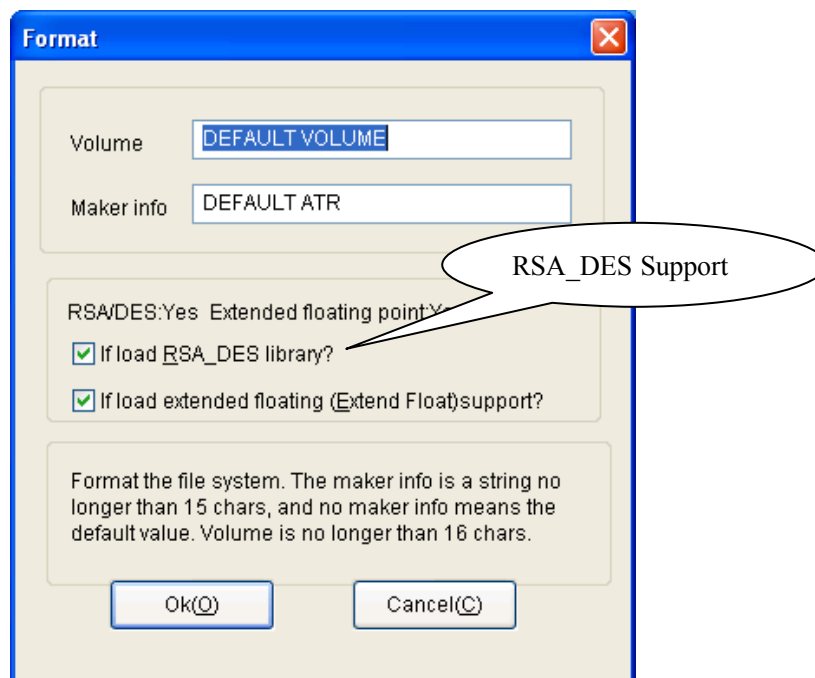 Format
Volume DEFAULT VOLUME
Maker info DEFAULT ATR
RSA_DES Support
RSA/DES:Yes Extended floating point:Y
If load RSA_DES library?
If load extended floating (Extend Float)support?
Format the file system. The maker info is a string no
longer than 15 chars, and no maker info means the
default value. Volume is no longer than 16 chars.
Ok(O) Cancel(C)